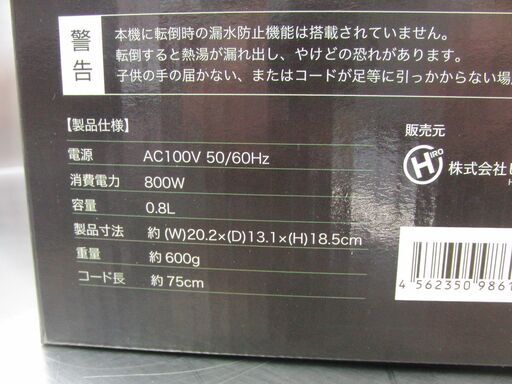 警告
本機に転倒時の漏水防止機能は搭載されていません。
転倒すると熱湯が漏れ出し、やけどの恐れがあります。
子供の手の届かない、またはコードが足等に引っかからない場
【製品仕様】
電源 AC100V 50/60Hz
消費電力 800W
容量 0.8L
製品寸法 約 (W)20.2×(D)13.1×(H)18.5cm
重量 約 600g
コード長 約 75cm
販売元
HIRO
株式会社
4 562350 9861